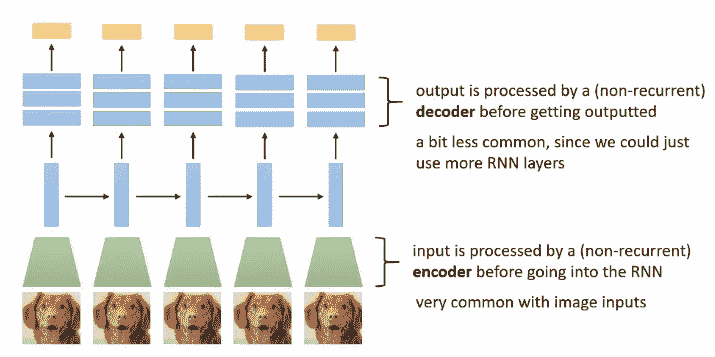 output is processed by a (non-recurrent)
decoder before getting outputted
a bit less common, since we could just
use more RNN layers
input is processed by a (non-recurrent)
encoder before going into the RNN
very common with image inputs